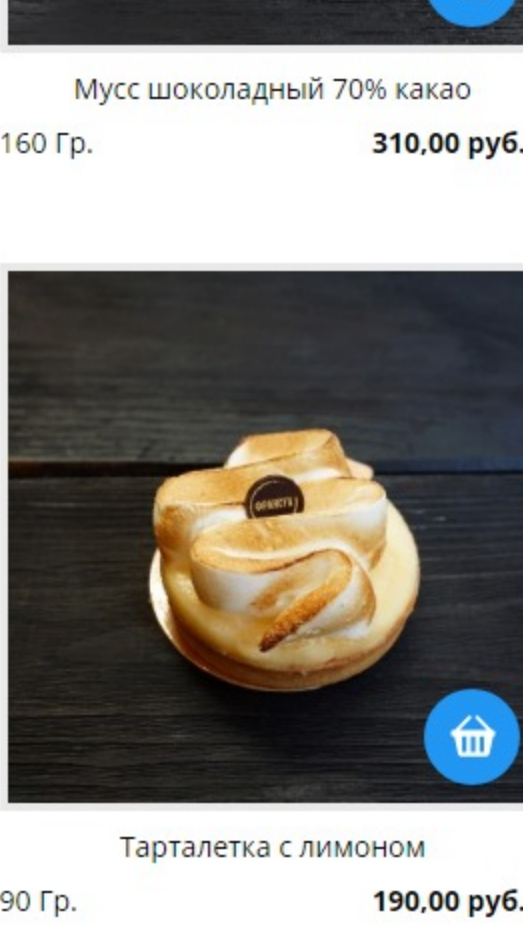 Мусс шоколадный 70% какао
160 Гр. 310,00 руб.
Тарталетка с лимоном
90 Гр. 190,00 руб.